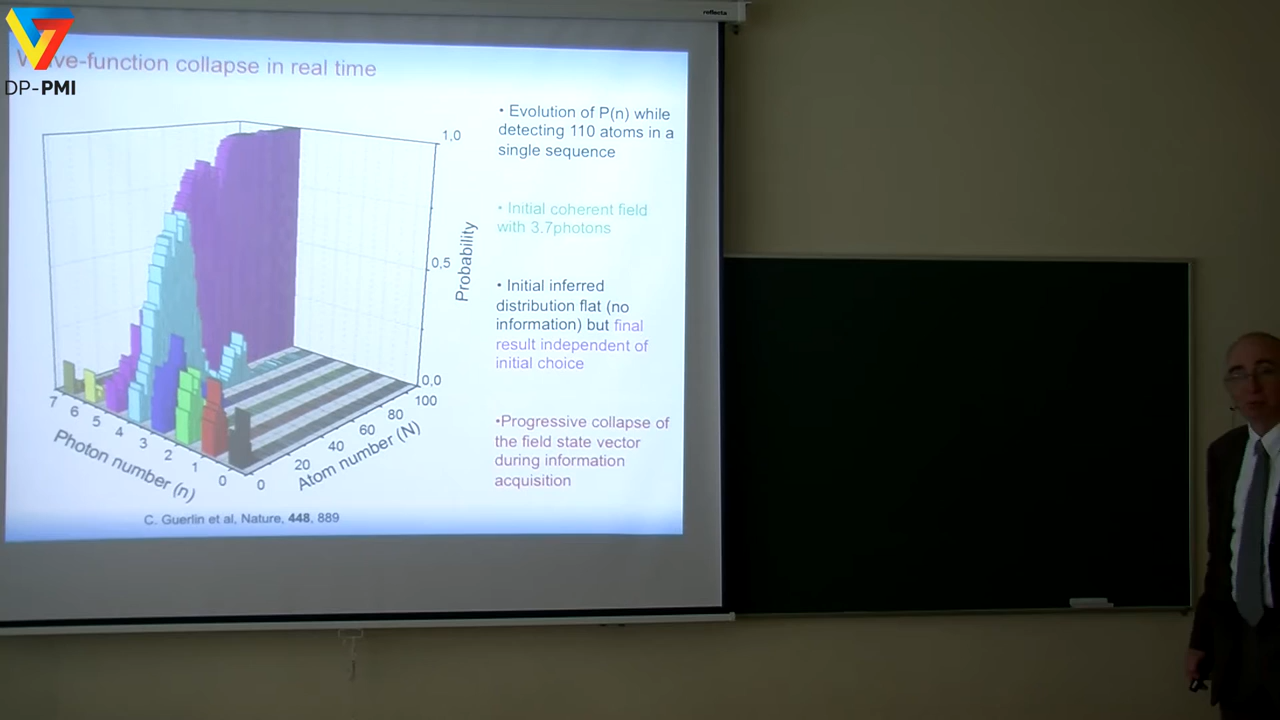 reflecta
DP-PMI
Wave-function collapse in real time
• Evolution of P(n) while
detecting 110 atoms in a
single sequence
• Initial coherent field
with 3.7photons
• Initial inferred
distribution flat (no
information) but final
result independent of
initial choice
•Progressive collapse of
the field state vector
during information
acquisition
1,0
0,5
0,0
Probability
7
6
5
4
3
2
1
0
Photon number (n)
0
20
40
60
80
100
Atom number (N)
C. Guerlin et al, Nature, 448, 889